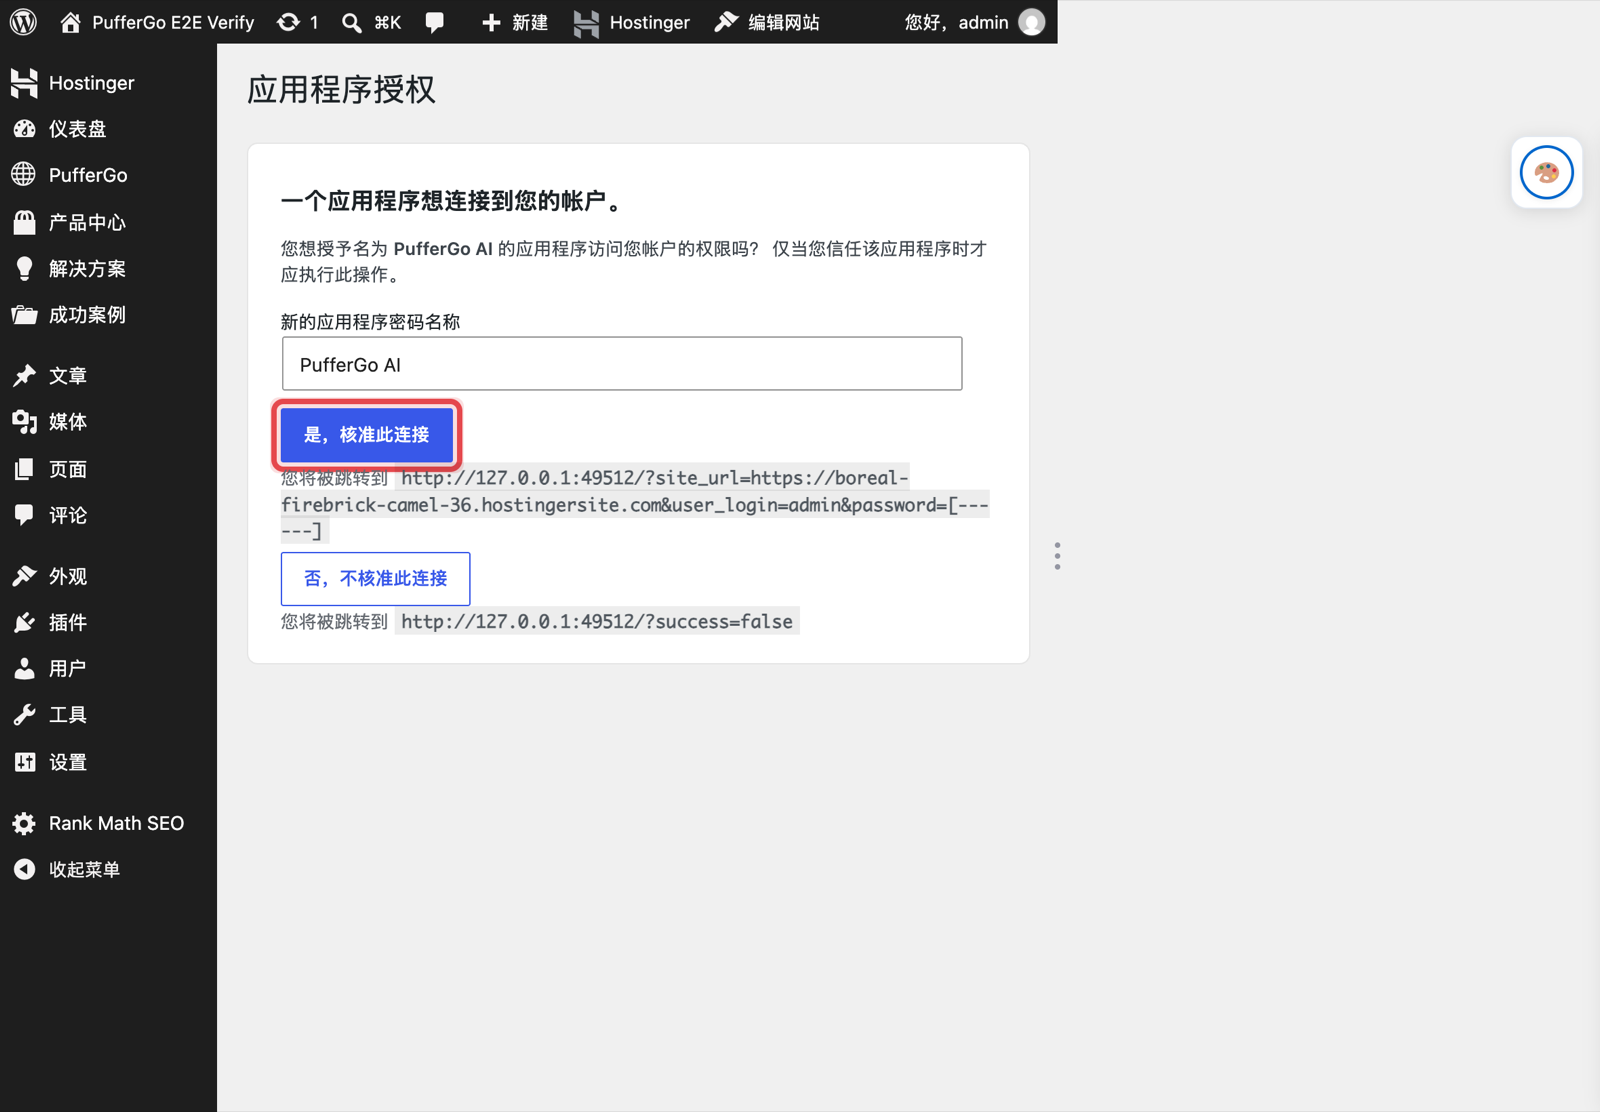 PufferGo E2E Verify 1 ⌘K 新建 Hostinger 编辑网站 您好，admin
Hostinger
仪表盘
PufferGo
产品中心
解决方案
成功案例
文章
媒体
页面
评论
外观
插件
用户
工具
设置
Rank Math SEO
收起菜单
应用程序授权
一个应用程序想连接到您的帐户。
您想授予名为 PufferGo AI 的应用程序访问您帐户的权限吗？ 仅当您信任该应用程序时才
应执行此操作。
新的应用程序密码名称
PufferGo AI
是，核准此连接
您将被跳转到 http://127.0.0.1:49512/?site_url=https://boreal-
firebrick-camel-36.hostingersite.com&user_login=admin&password=[---
---]
否，不核准此连接
您将被跳转到 http://127.0.0.1:49512/?success=false